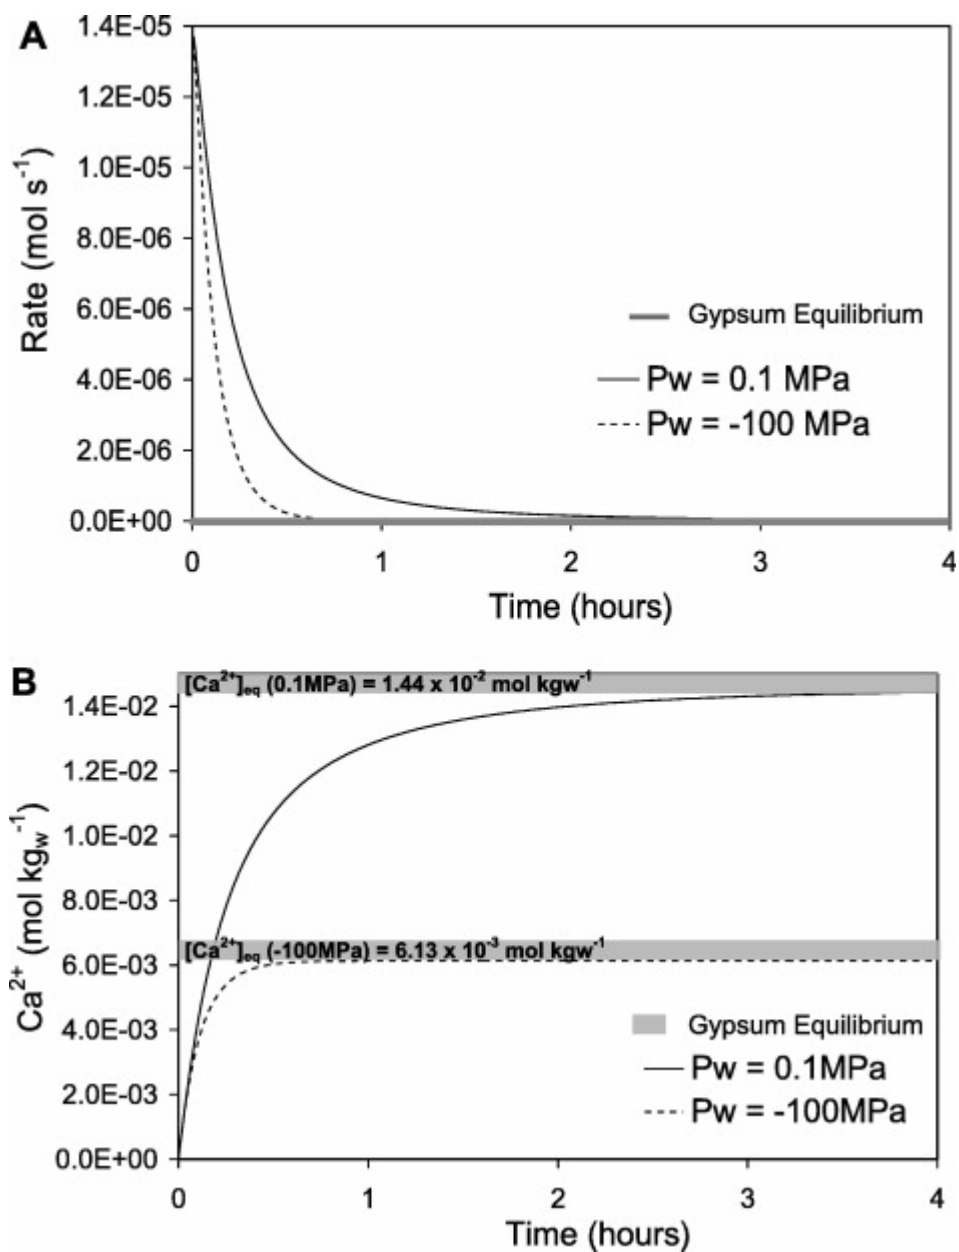 A
1.4E-05
1.2E-05
1.0E-05
8.0E-06
6.0E-06
4.0E-06
2.0E-06
0.0E+00
Rate (mol s⁻¹)
Gypsum Equilibrium
Pw = 0.1 MPa
Pw = -100 MPa
0 1 2 3 4
Time (hours)
B
[Ca²⁺]eq (0.1MPa) = 1.44 x 10⁻² mol kgw⁻¹
1.4E-02
1.2E-02
1.0E-02
8.0E-03
[Ca²⁺]eq (-100MPa) = 6.13 x 10⁻³ mol kgw⁻¹
6.0E-03
4.0E-03
2.0E-03
0.0E+00
Ca²⁺ (mol kgw⁻¹)
Gypsum Equilibrium
Pw = 0.1MPa
Pw = -100MPa
0 1 2 3 4
Time (hours)